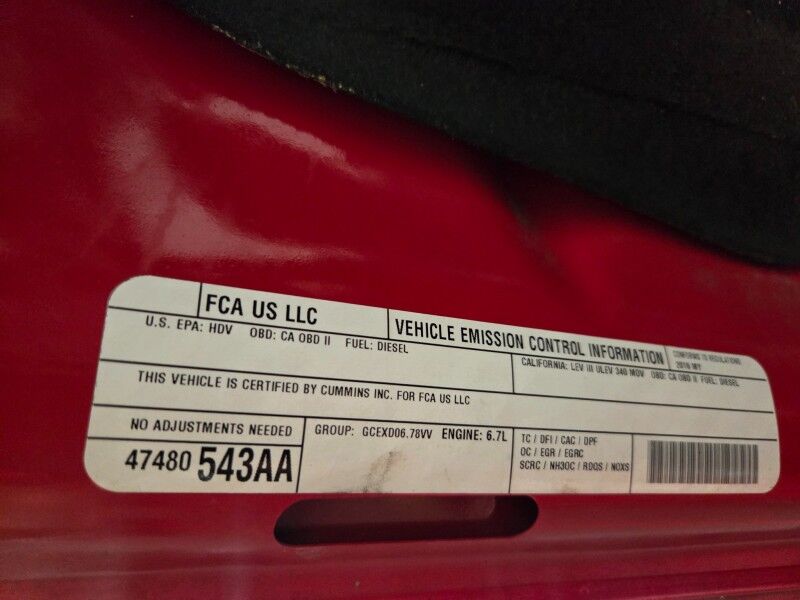 FCA US LLC
VEHICLE EMISSION CONTROL INFORMATION
CONFORMS TO REGULATIONS
2016 MY
U.S. EPA: HDV OBD: CA OBD II FUEL: DIESEL
CALIFORNIA: LEV III ULEV 340 MDV OBD: CA OBD II FUEL: DIESEL
THIS VEHICLE IS CERTIFIED BY CUMMINS INC. FOR FCA US LLC
NO ADJUSTMENTS NEEDED
47480 543AA
GROUP: GCEXD06.78VV ENGINE: 6.7L
TC / DFI / CAC / DPF
OC / EGR / EGRC
SCRC / NH3OC / RDQS / NOXS